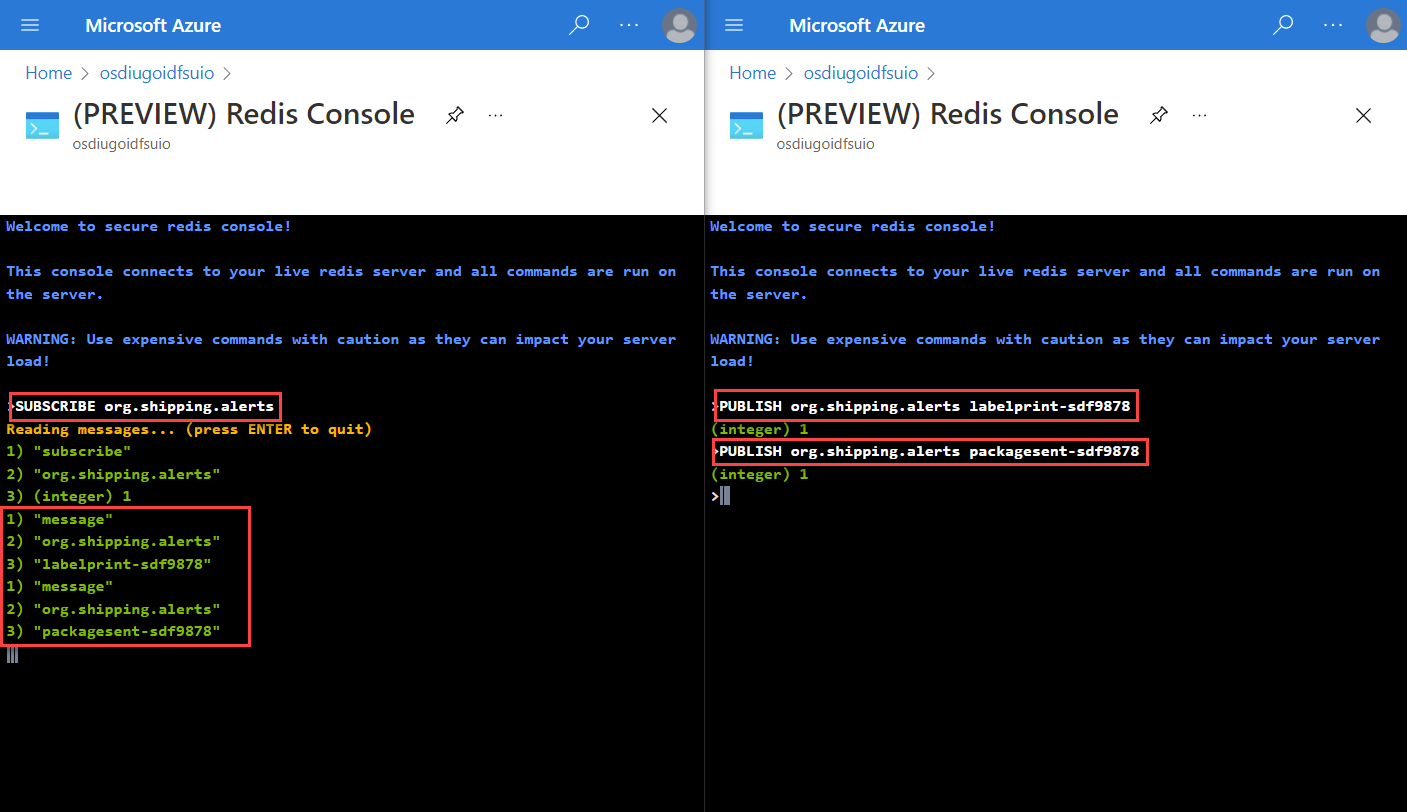 Microsoft Azure
Home > osdiugoidfsuio >
(PREVIEW) Redis Console
osdiugoidfsuio
Welcome to secure redis console!
This console connects to your live redis server and all commands are run on
the server.
WARNING: Use expensive commands with caution as they can impact your server
load!
>SUBSCRIBE org.shipping.alerts
Reading messages... (press ENTER to quit)
1) "subscribe"
2) "org.shipping.alerts"
3) (integer) 1
1) "message"
2) "org.shipping.alerts"
3) "labelprint-sdf9878"
1) "message"
2) "org.shipping.alerts"
3) "packagesent-sdf9878"
Microsoft Azure
Home > osdiugoidfsuio >
(PREVIEW) Redis Console
osdiugoidfsuio
Welcome to secure redis console!
This console connects to your live redis server and all commands are run on
the server.
WARNING: Use expensive commands with caution as they can impact your server
load!
>PUBLISH org.shipping.alerts labelprint-sdf9878
(integer) 1
>PUBLISH org.shipping.alerts packagesent-sdf9878
(integer) 1
>